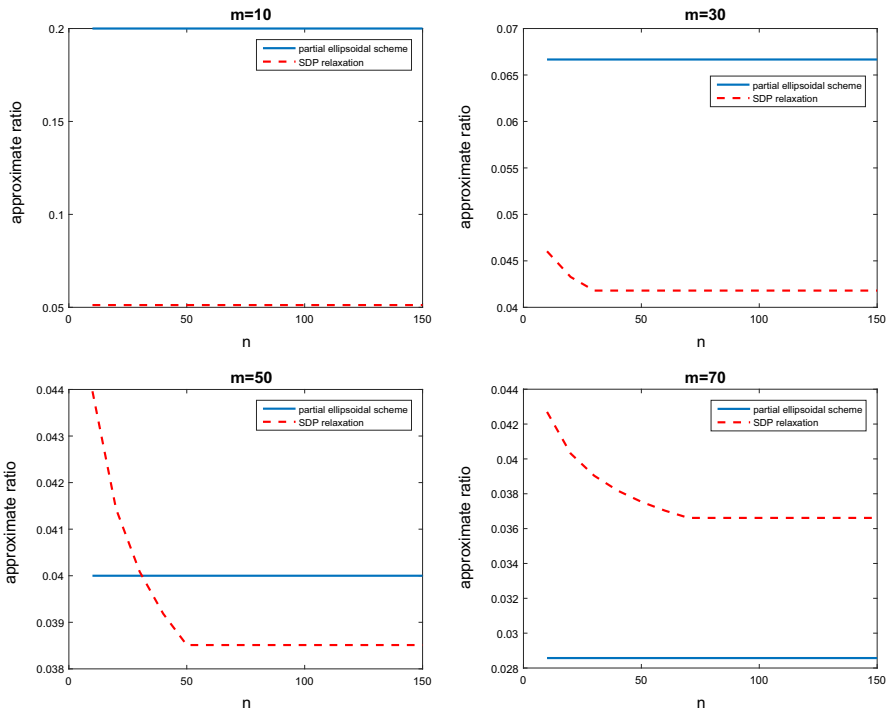 m=10
0.2
partial ellipsoidal scheme
SDP relaxation
0.15
0.1
0.05
approximate ratio
0
50
100
150
n
m=30
0.07
partial ellipsoidal scheme
SDP relaxation
0.065
0.06
0.055
0.05
0.045
0.04
approximate ratio
0
50
100
150
n
m=50
0.044
partial ellipsoidal scheme
SDP relaxation
0.043
0.042
0.041
0.04
0.039
0.038
approximate ratio
0
50
100
150
n
m=70
0.044
partial ellipsoidal scheme
SDP relaxation
0.042
0.04
0.038
0.036
0.034
0.032
0.03
0.028
approximate ratio
0
50
100
150
n